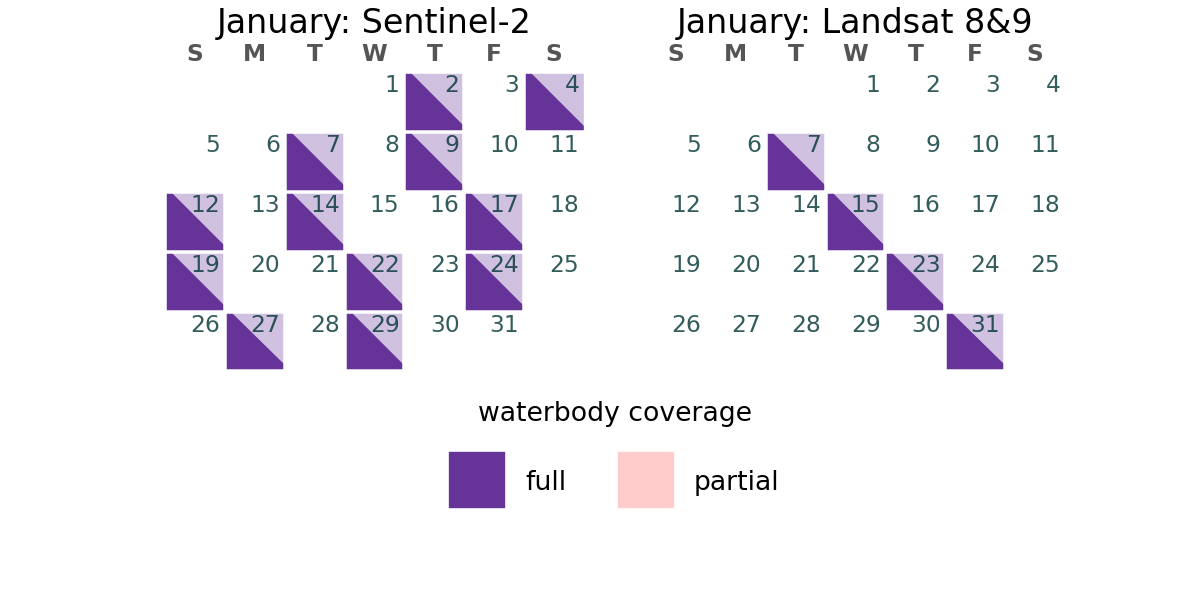 January: Sentinel-2
S M T W T F S
1 2 3 4
5 6 7 8 9 10 11
12 13 14 15 16 17 18
19 20 21 22 23 24 25
26 27 28 29 30 31
January: Landsat 8&9
S M T W T F S
1 2 3 4
5 6 7 8 9 10 11
12 13 14 15 16 17 18
19 20 21 22 23 24 25
26 27 28 29 30 31
waterbody coverage
full
partial